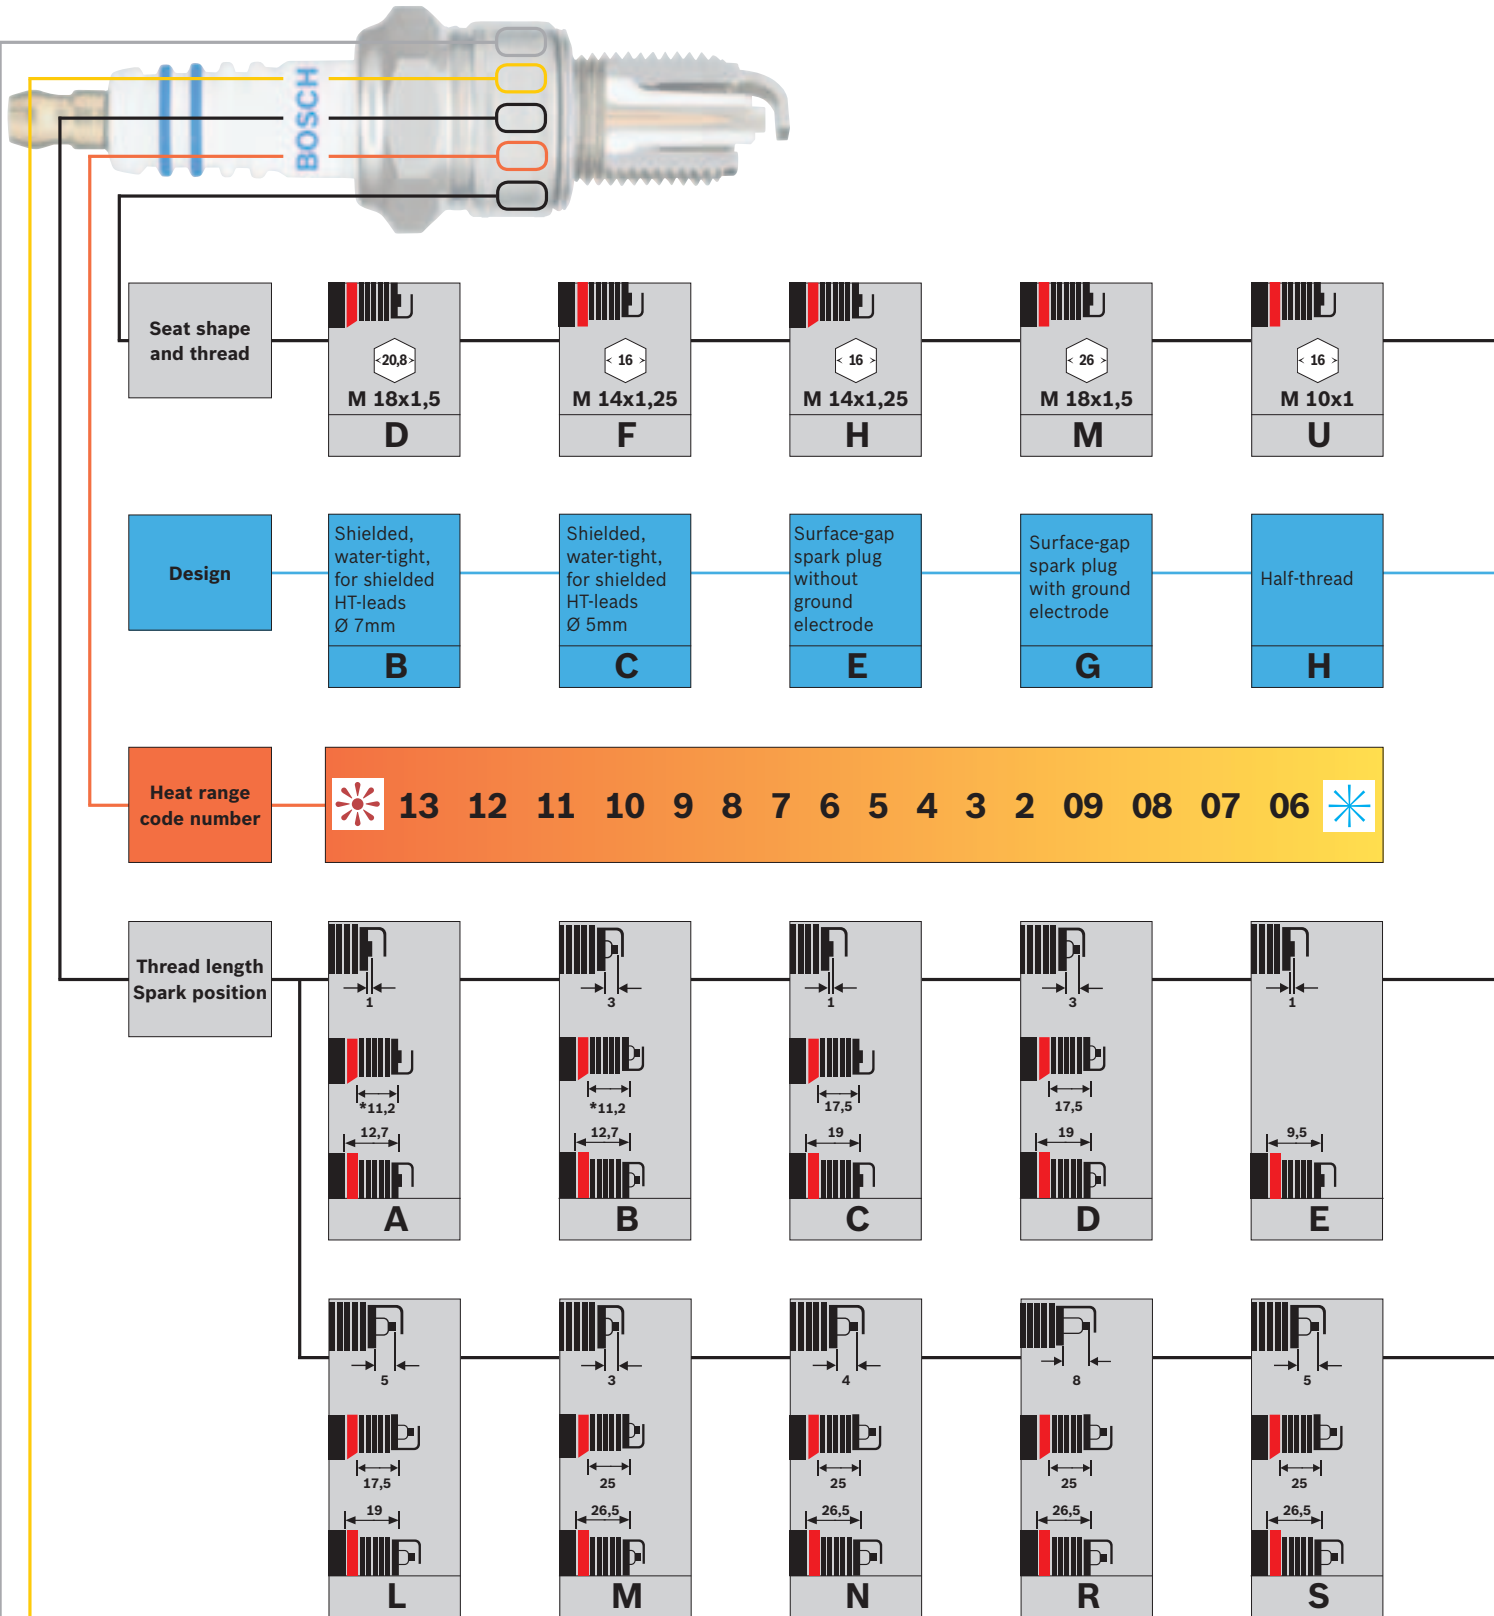 BOSCH
Seat shape
and thread
20,8
M 18x1,5
D
16
M 14x1,25
F
16
M 14x1,25
H
26
M 18x1,5
M
16
M 10x1
U
Design
Shielded,
water-tight,
for shielded
HT-leads
Ø 7mm
B
Shielded,
water-tight,
for shielded
HT-leads
Ø 5mm
C
Surface-gap
spark plug
without
ground
electrode
E
Surface-gap
spark plug
with ground
electrode
G
Half-thread
H
Heat range
code number
13 12 11 10 9 8 7 6 5 4 3 2 09 08 07 06
Thread length
Spark position
1
*11,2
12,7
A
3
*11,2
12,7
B
1
17,5
19
C
3
17,5
19
D
1
9,5
E
5
17,5
19
L
3
25
26,5
M
4
25
26,5
N
8
25
26,5
R
5
25
26,5
S